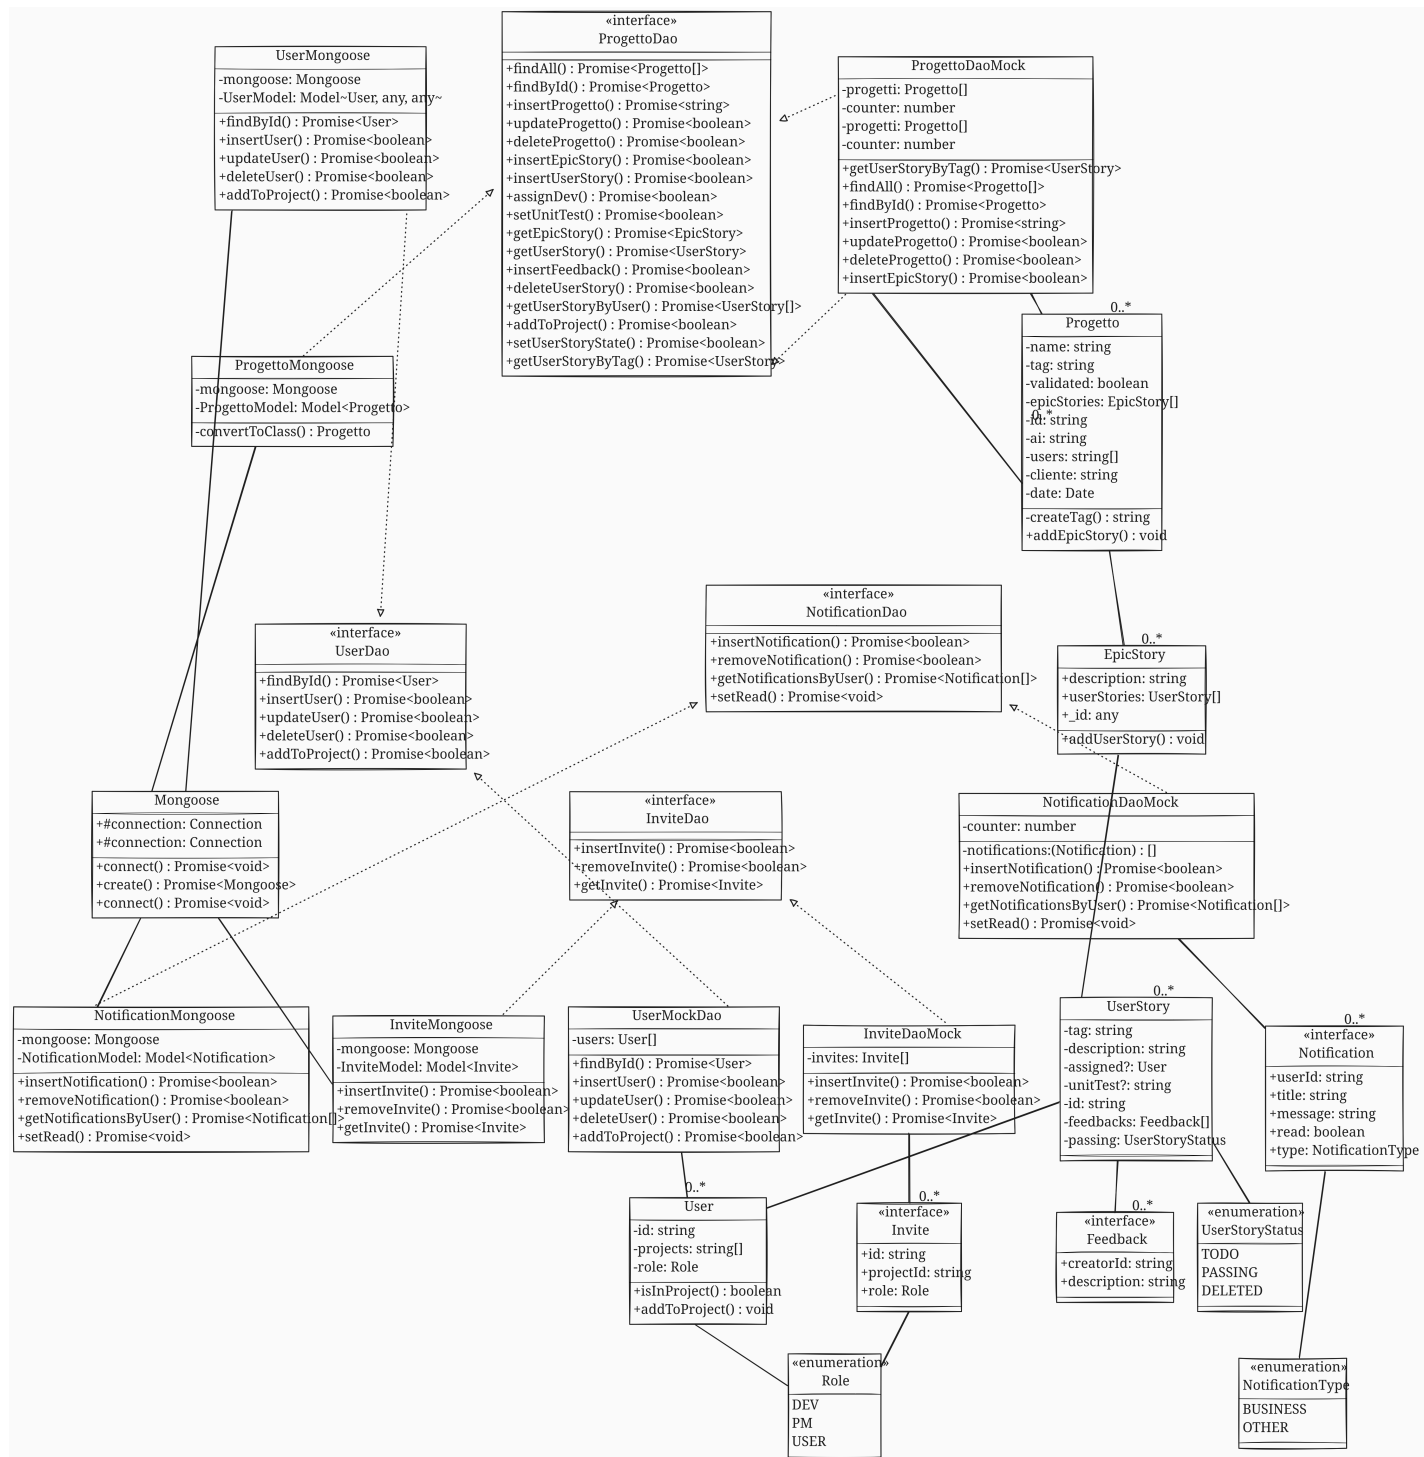 «interface»
ProgettoDao
+findAll() : Promise<Progetto[]>
+findById() : Promise<Progetto>
+insertProgetto() : Promise<string>
+updateProgetto() : Promise<boolean>
+deleteProgetto() : Promise<boolean>
+insertEpicStory() : Promise<boolean>
+insertUserStory() : Promise<boolean>
+assignDev() : Promise<boolean>
+setUnitTest() : Promise<boolean>
+getEpicStory() : Promise<EpicStory>
+getUserStory() : Promise<UserStory>
+insertFeedback() : Promise<boolean>
+deleteUserStory() : Promise<boolean>
+getUserStoryByUser() : Promise<UserStory[]>
+addToProject() : Promise<boolean>
+setUserStoryState() : Promise<boolean>
+getUserStoryByTag() : Promise<UserStory>
UserMongoose
-mongoose: Mongoose
-UserModel: Model~User, any, any~
+findById() : Promise<User>
+insertUser() : Promise<boolean>
+updateUser() : Promise<boolean>
+deleteUser() : Promise<boolean>
+addToProject() : Promise<boolean>
ProgettoDaoMock
-progetti: Progetto[]
-counter: number
-progetti: Progetto[]
-counter: number
+getUserStoryByTag() : Promise<UserStory>
+findAll() : Promise<Progetto[]>
+findById() : Promise<Progetto>
+insertProgetto() : Promise<string>
+updateProgetto() : Promise<boolean>
+deleteProgetto() : Promise<boolean>
+insertEpicStory() : Promise<boolean>
0..*
Progetto
-name: string
-tag: string
-validated: boolean
-epicStories: EpicStory[]
0..*
-id: string
-ai: string
-users: string[]
-cliente: string
-date: Date
-createTag() : string
+addEpicStory() : void
ProgettoMongoose
-mongoose: Mongoose
-ProgettoModel: Model<Progetto>
-convertToClass() : Progetto
«interface»
NotificationDao
+insertNotification() : Promise<boolean>
+removeNotification() : Promise<boolean>
+getNotificationsByUser() : Promise<Notification[]>
+setRead() : Promise<void>
«interface»
UserDao
+findById() : Promise<User>
+insertUser() : Promise<boolean>
+updateUser() : Promise<boolean>
+deleteUser() : Promise<boolean>
+addToProject() : Promise<boolean>
0..*
EpicStory
+description: string
+userStories: UserStory[]
+_id: any
+addUserStory() : void
Mongoose
+#connection: Connection
+#connection: Connection
+connect() : Promise<void>
+create() : Promise<Mongoose>
+connect() : Promise<void>
«interface»
InviteDao
+insertInvite() : Promise<boolean>
+removeInvite() : Promise<boolean>
+getInvite() : Promise<Invite>
NotificationDaoMock
-counter: number
-notifications:(Notification) : []
+insertNotification() : Promise<boolean>
+removeNotification() : Promise<boolean>
+getNotificationsByUser() : Promise<Notification[]>
+setRead() : Promise<void>
NotificationMongoose
-mongoose: Mongoose
-NotificationModel: Model<Notification>
+insertNotification() : Promise<boolean>
+removeNotification() : Promise<boolean>
+getNotificationsByUser() : Promise<Notification[]>
+setRead() : Promise<void>
InviteMongoose
-mongoose: Mongoose
-InviteModel: Model<Invite>
+insertInvite() : Promise<boolean>
+removeInvite() : Promise<boolean>
+getInvite() : Promise<Invite>
UserMockDao
-users: User[]
+findById() : Promise<User>
+insertUser() : Promise<boolean>
+updateUser() : Promise<boolean>
+deleteUser() : Promise<boolean>
+addToProject() : Promise<boolean>
InviteDaoMock
-invites: Invite[]
+insertInvite() : Promise<boolean>
+removeInvite() : Promise<boolean>
+getInvite() : Promise<Invite>
0..*
UserStory
-tag: string
-description: string
-assigned?: User
-unitTest?: string
-id: string
-feedbacks: Feedback[]
-passing: UserStoryStatus
0..*
«interface»
Notification
+userId: string
+title: string
+message: string
+read: boolean
+type: NotificationType
0..*
User
-id: string
-projects: string[]
-role: Role
+isInProject() : boolean
+addToProject() : void
0..*
«interface»
Invite
+id: string
+projectId: string
+role: Role
0..*
«interface»
Feedback
+creatorId: string
+description: string
«enumeration»
UserStoryStatus
TODO
PASSING
DELETED
«enumeration»
Role
DEV
PM
USER
«enumeration»
NotificationType
BUSINESS
OTHER